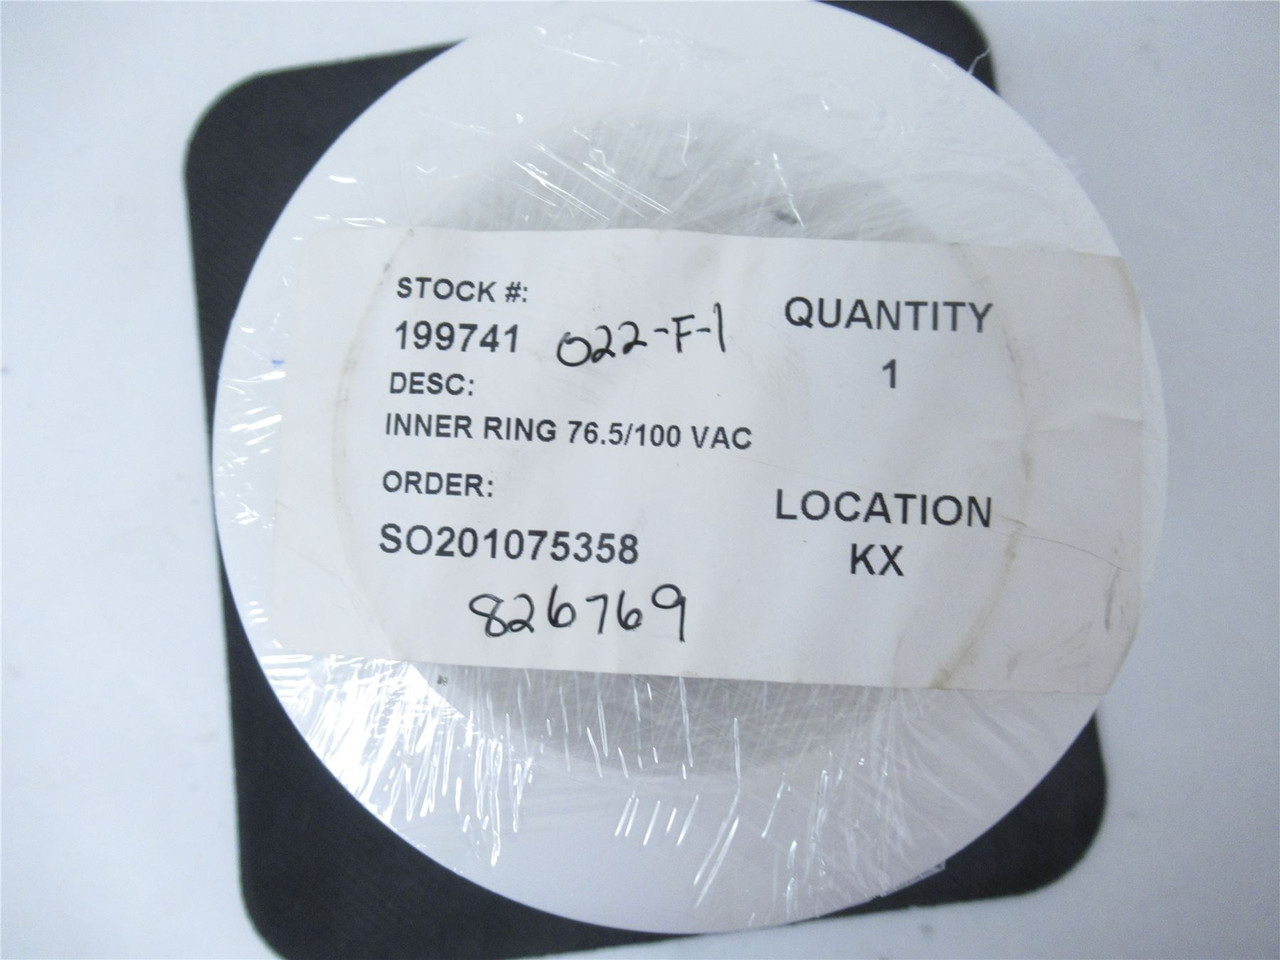 STOCK #:
199741 022-F-1
DESC:
INNER RING 76.5/100 VAC
ORDER:
SO201075358
826769
QUANTITY
1
LOCATION
KX